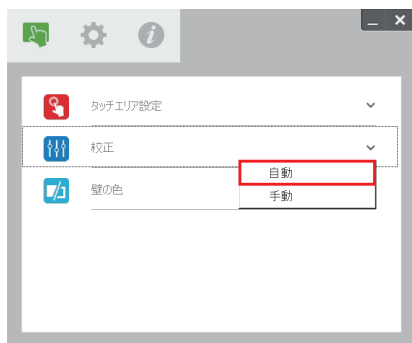 タッチエリア設定
校正
自動
手動
壁の色